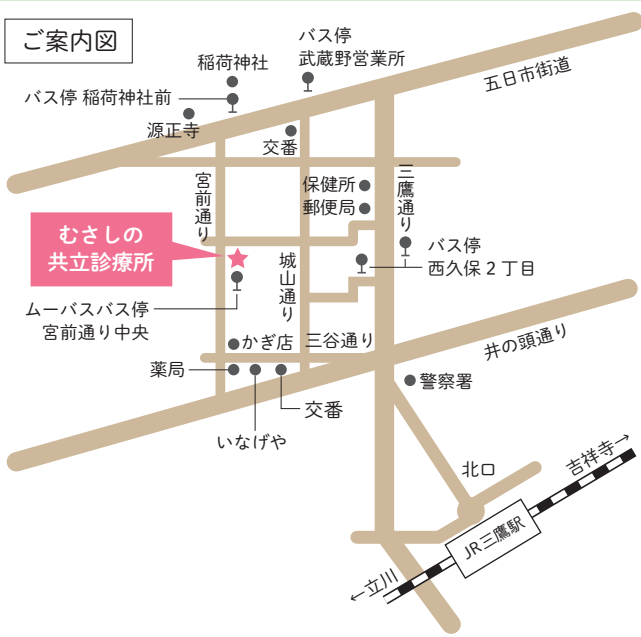 ご案内図
バス停
武蔵野営業所
稲荷神社
五日市街道
バス停 稲荷神社前
源正寺
交番
宮前通り
保健所
郵便局
三鷹通り
むさしの
共立診療所
城山通り
バス停
西久保2丁目
ムーバスバス停
宮前通り中央
かぎ店
三谷通り
井の頭通り
薬局
警察署
交番
いなげや
北口
吉祥寺→
JR三鷹駅
←立川